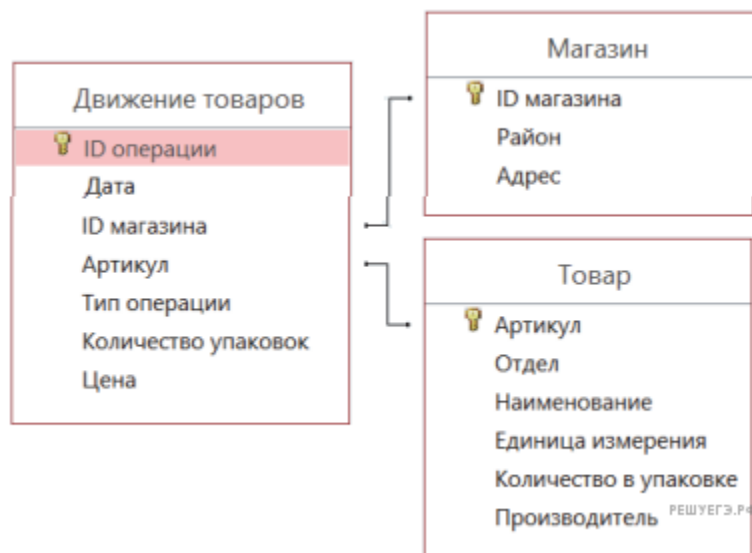 Движение товаров
ID операции
Дата
ID магазина
Артикул
Тип операции
Количество упаковок
Цена
Магазин
ID магазина
Район
Адрес
Товар
Артикул
Отдел
Наименование
Единица измерения
Количество в упаковке
Производитель
РЕШУЕГЭ.РФ